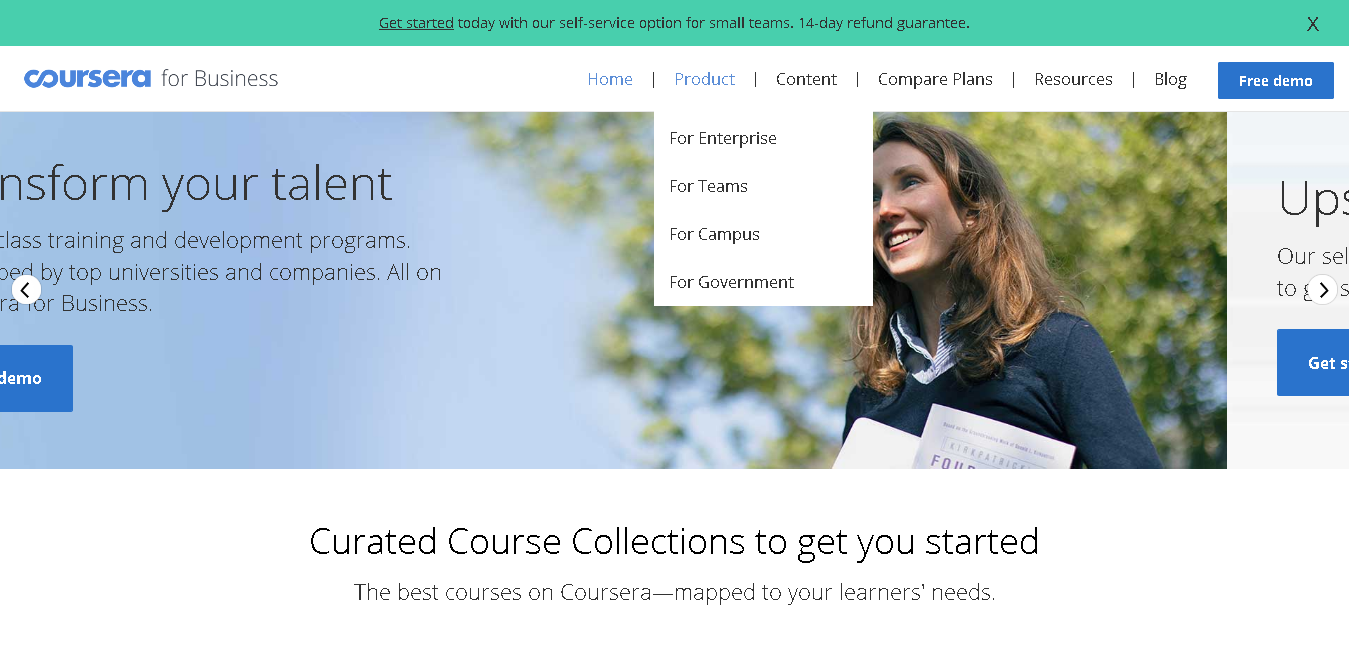 Get started today with our self-service option for small teams. 14-day refund guarantee.
X
coursera for Business
Home | Product | Content | Compare Plans | Resources | Blog
Free demo
For Enterprise
For Teams
For Campus
For Government
nsform your talent
class training and development programs.
ped by top universities and companies. All on
ra for Business.
demo
Ups
Our sel
to g s
Get s
KIRKPATRICK
FOU
Curated Course Collections to get you started
The best courses on Coursera—mapped to your learners' needs.